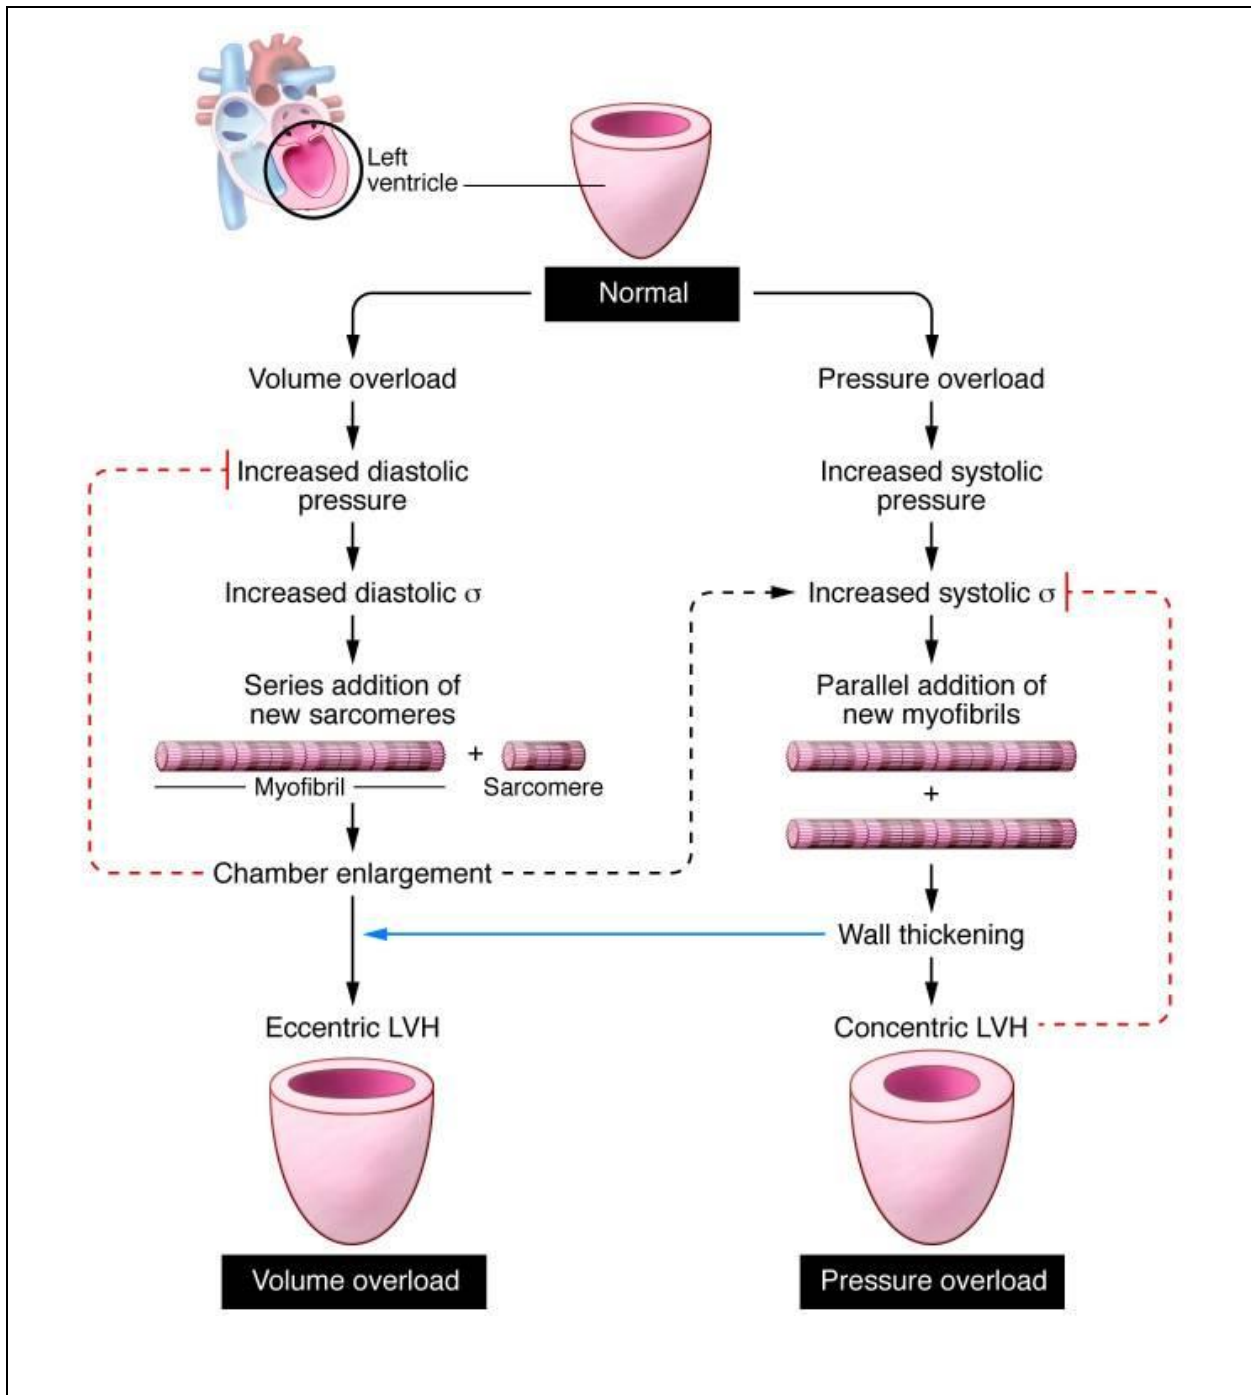 Left
ventricle
Normal
Volume overload
Pressure overload
Increased diastolic
pressure
Increased systolic
pressure
Increased diastolic σ
Increased systolic σ
Series addition of
new sarcomeres
Parallel addition of
new myofibrils
+
Myofibril
Sarcomere
+
Chamber enlargement
Wall thickening
Eccentric LVH
Concentric LVH
Volume overload
Pressure overload